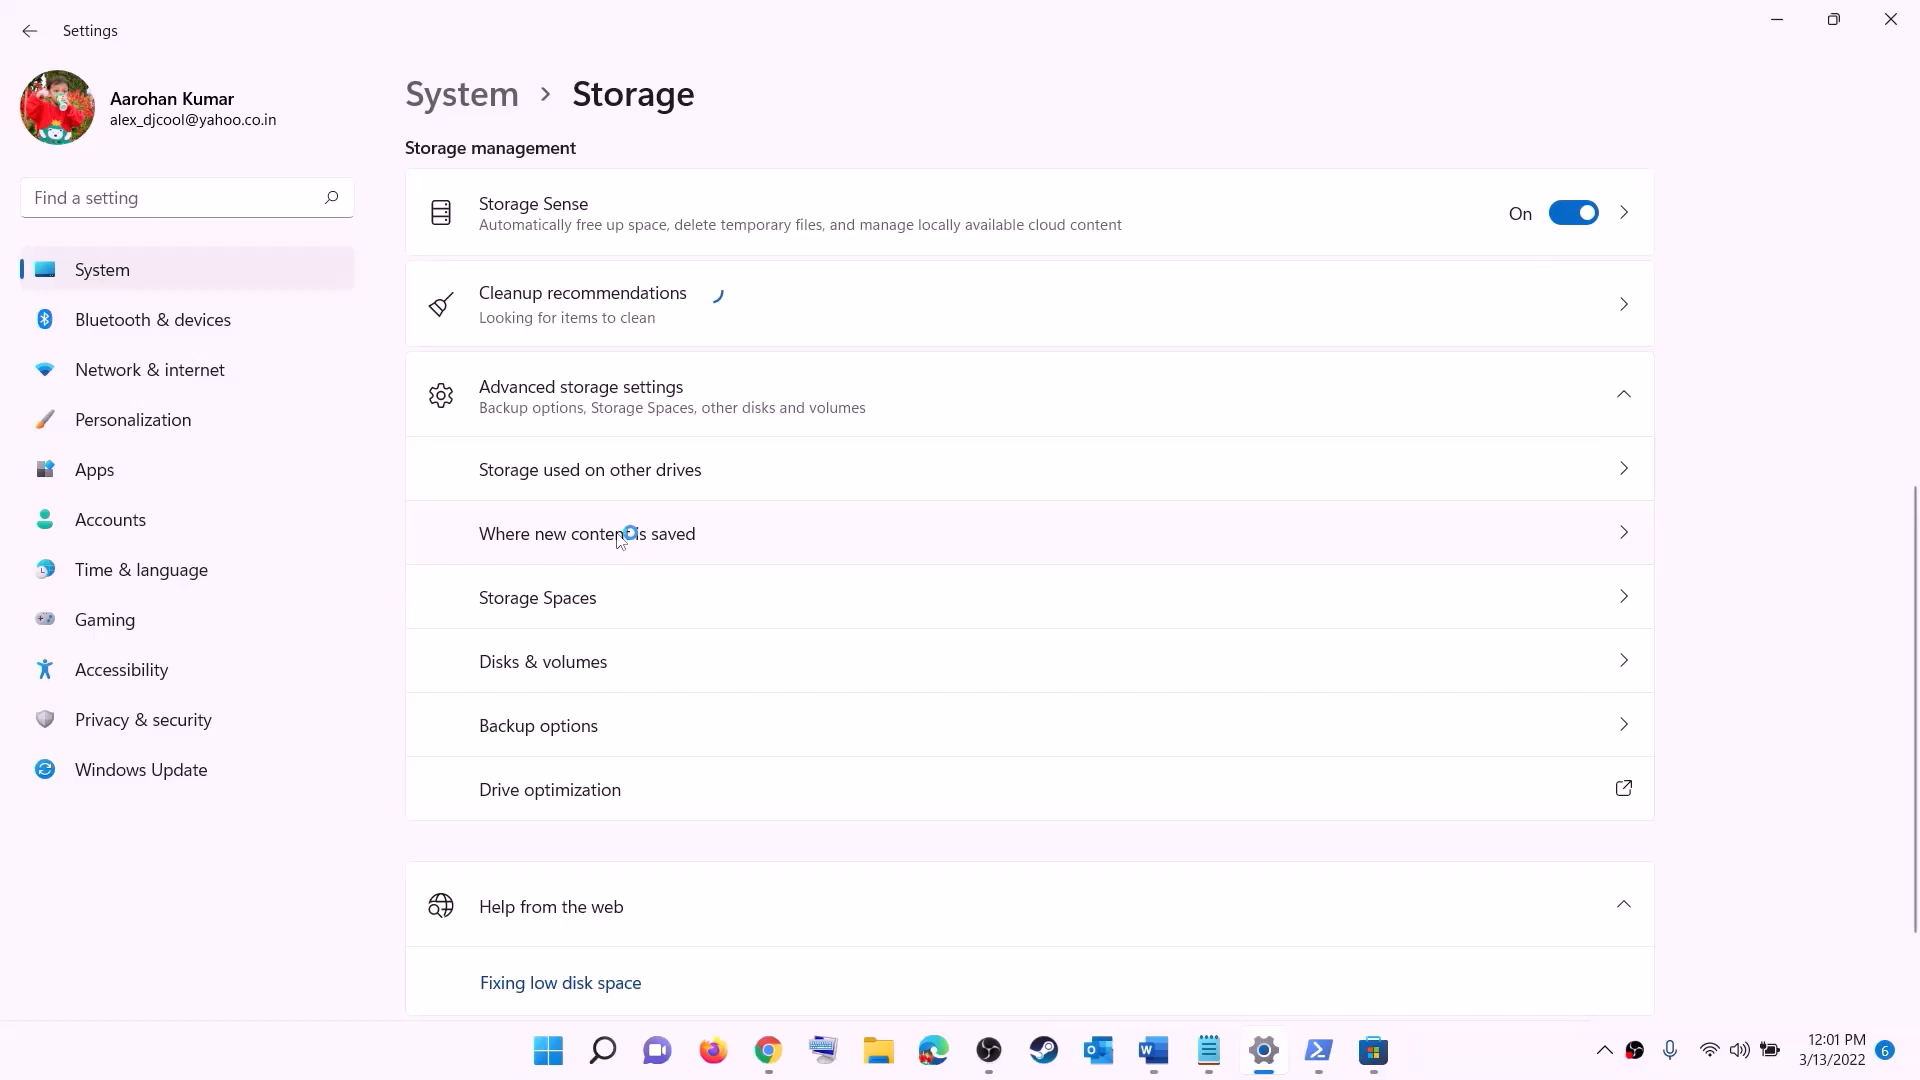 Settings
Aarohan Kumar
alex_djcool@yahoo.co.in
Find a setting
System
Bluetooth & devices
Network & internet
Personalization
Apps
Accounts
Time & language
Gaming
Accessibility
Privacy & security
Windows Update
System > Storage
Storage management
Storage Sense
Automatically free up space, delete temporary files, and manage locally available cloud content
On
Cleanup recommendations
Looking for items to clean
Advanced storage settings
Backup options, Storage Spaces, other disks and volumes
Storage used on other drives
Where new content is saved
Storage Spaces
Disks & volumes
Backup options
Drive optimization
Help from the web
Fixing low disk space
12:01 PM
3/13/2022
6